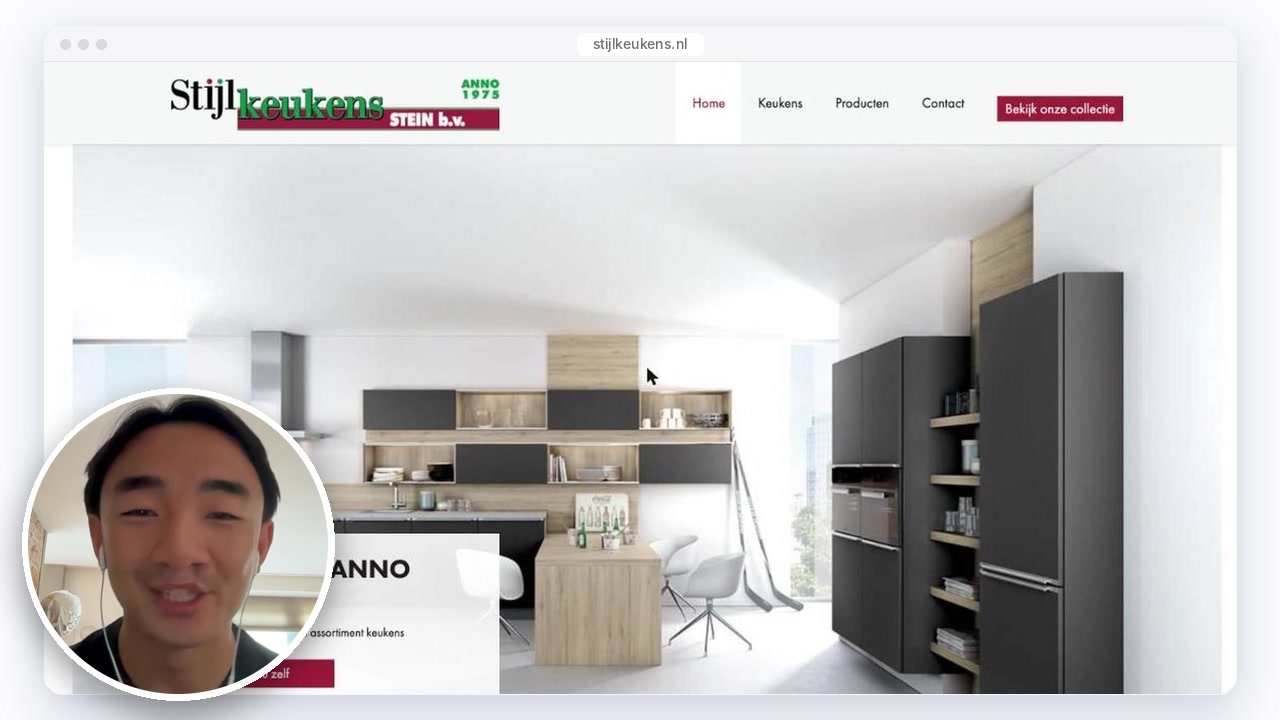 stijlkeukens.nl
Stijlkeukens
ANNO
1975
STEIN b.v.
Home Keukens Producten Contact Bekijk onze collectie
ANNO
assortiment keukens
zelf